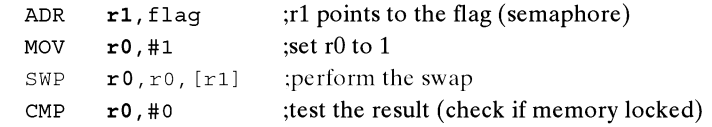 ADR r1,flag ;r1 points to the flag (semaphore)
MOV r0,#1 ;set r0 to 1
SWP r0,r0,[r1] ;perform the swap
CMP r0,#0 ;test the result (check if memory locked)